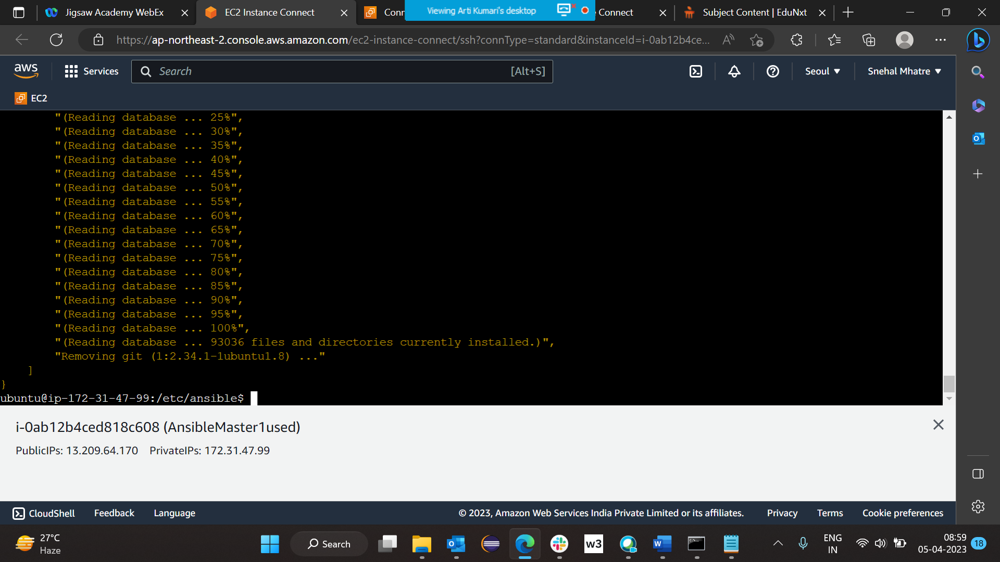 Jigsaw Academy WebEx
EC2 Instance Connect
Conn
Viewing Arti Kumari's desktop
Connect
Subject Content | EduNxt
https://ap-northeast-2.console.aws.amazon.com/ec2-instance-connect/ssh?connType=standard&instanceId=i-0ab12b4ce...
aws
Services
Search
[Alt+S]
Seoul
Snehal Mhatre
EC2
"(Reading database ... 25%",
"(Reading database ... 30%",
"(Reading database ... 35%",
"(Reading database ... 40%",
"(Reading database ... 45%",
"(Reading database ... 50%",
"(Reading database ... 55%",
"(Reading database ... 60%",
"(Reading database ... 65%",
"(Reading database ... 70%",
"(Reading database ... 75%",
"(Reading database ... 80%",
"(Reading database ... 85%",
"(Reading database ... 90%",
"(Reading database ... 95%",
"(Reading database ... 100%",
"(Reading database ... 93036 files and directories currently installed.)",
"Removing git (1:2.34.1-1ubuntu1.8) ..."
]
}
ubuntu@ip-172-31-47-99:/etc/ansible$
i-0ab12b4ced818c608 (AnsibleMaster1used)
PublicIPs: 13.209.64.170 PrivateIPs: 172.31.47.99
CloudShell
Feedback
Language
© 2023, Amazon Web Services India Private Limited or its affiliates.
Privacy
Terms
Cookie preferences
27°C
Haze
Search
w3
ENG
IN
08:59
05-04-2023
18